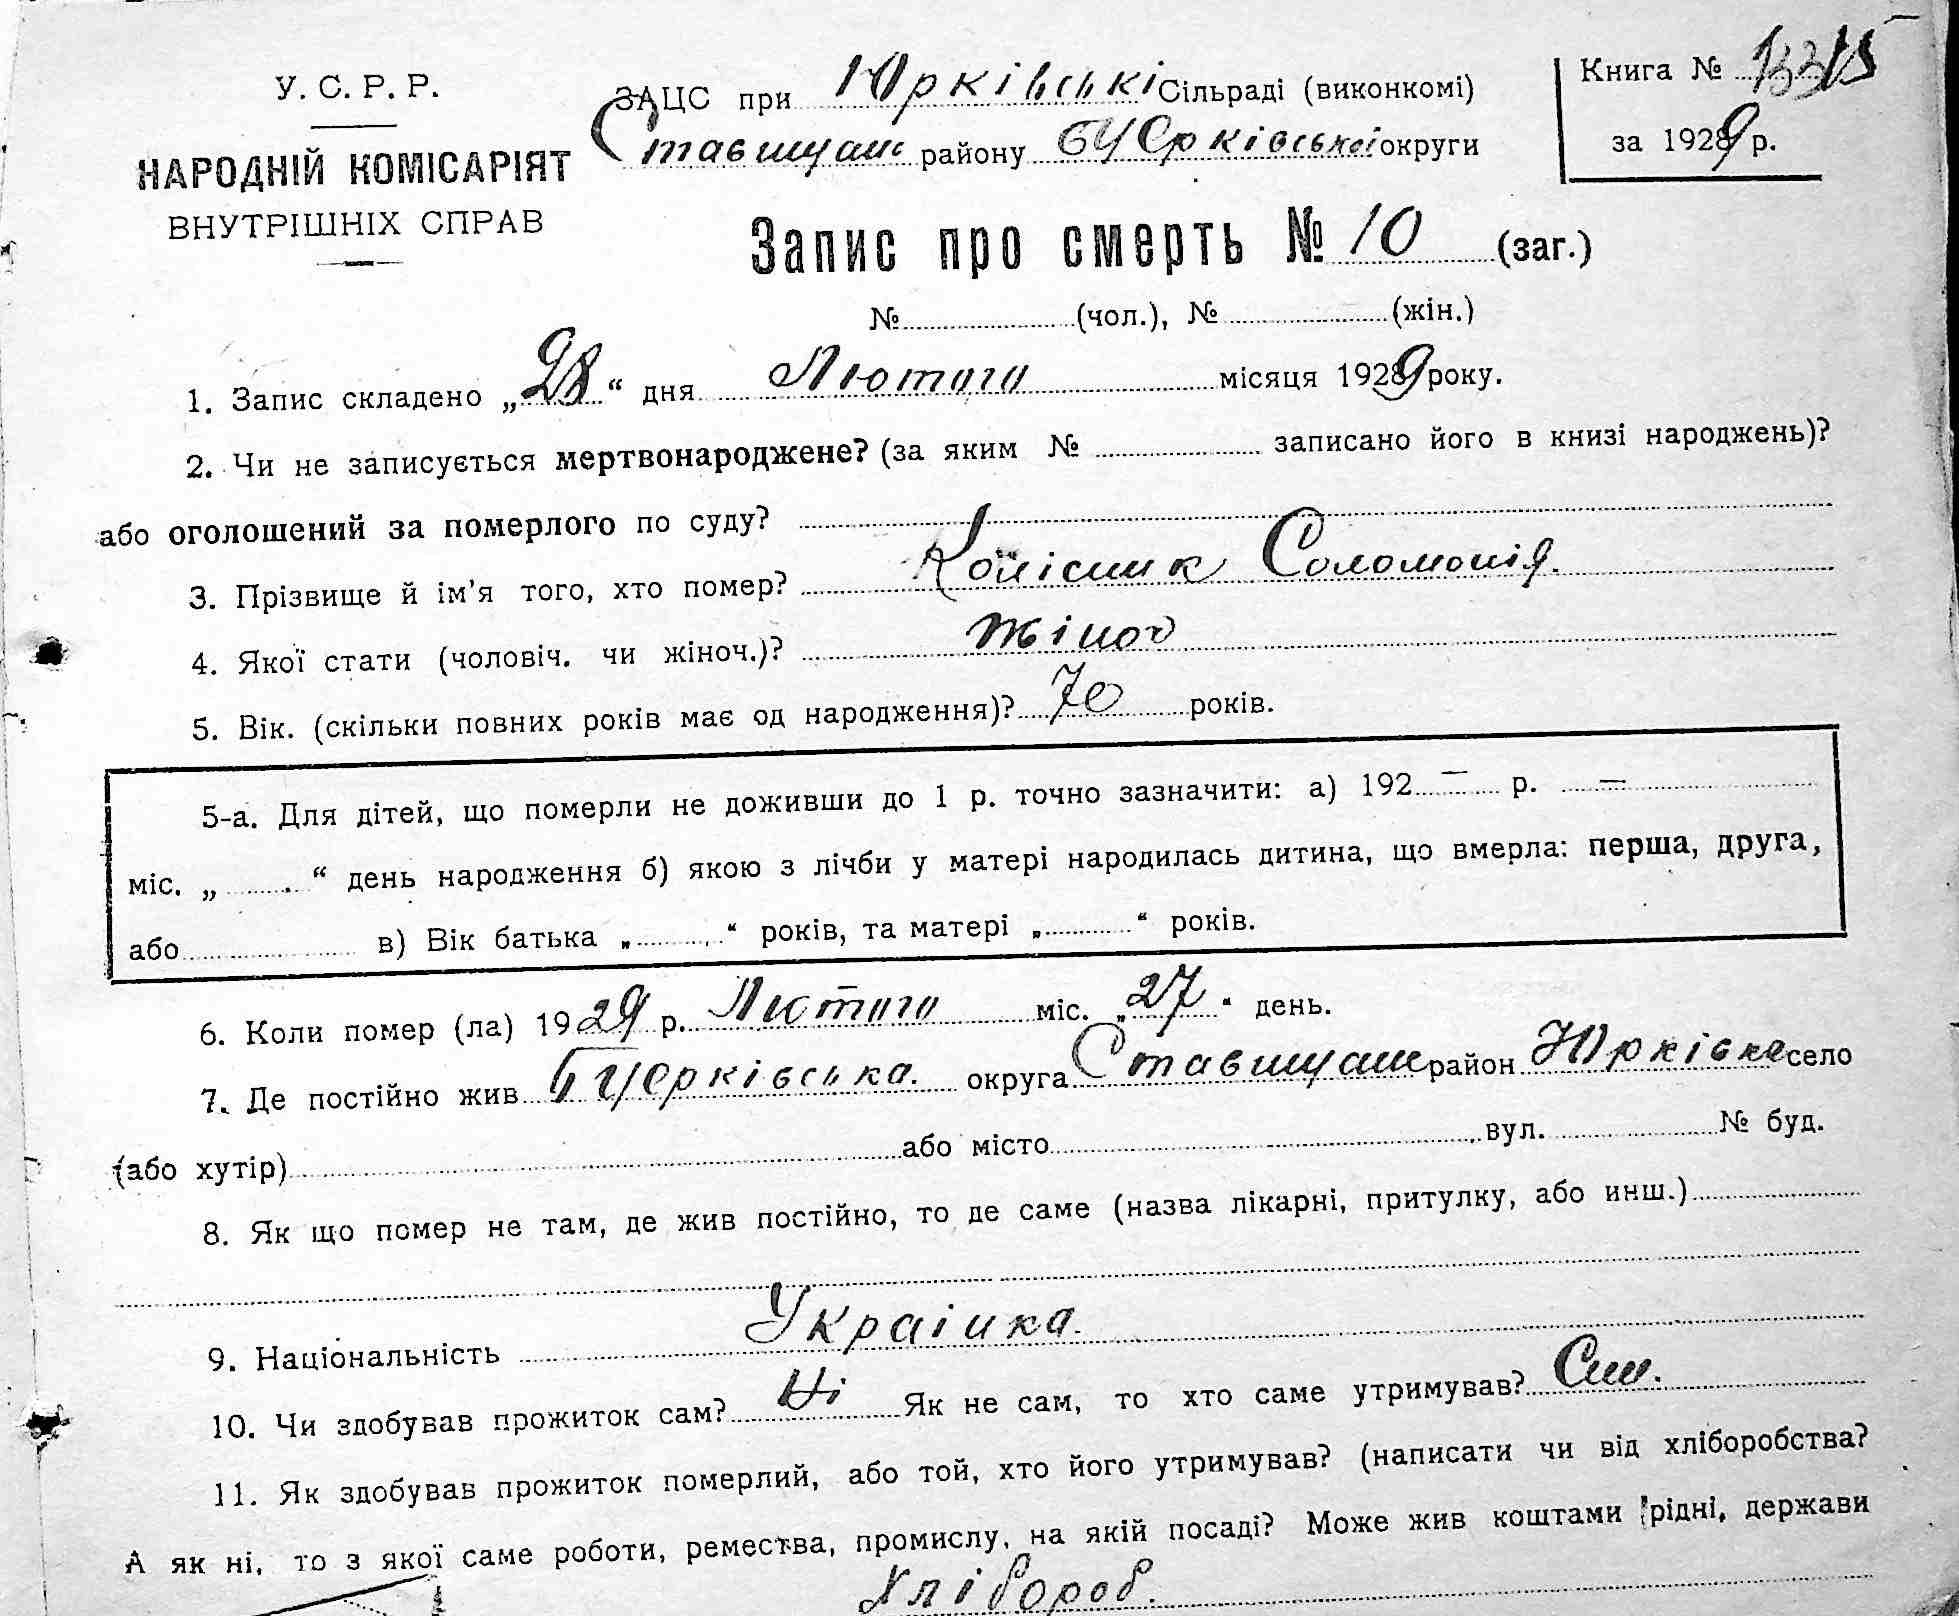 У. С. Р. Р.
НАРОДНІЙ КОМІСАРІЯТ
ВНУТРІШНІХ СПРАВ
ЗАЦС при Юрківські Сільраді (виконкомі)
Ставищанс району БЦерківської округи
Книга №
за 1929 р.
Запис про смерть № 10 (заг.)
№ (чол.), № (жін.)
1. Запис складено „28“ дня Лютого місяця 1929 року.
2. Чи не записується мертвонароджене? (за яким № записано його в книзі народжень)?
або оголошений за померлого по суду?
3. Прізвище й ім'я того, хто помер? Колісник Соломонія.
4. Якої стати (чоловіч. чи жіноч.)? жіноч
5. Вік. (скільки повних років має од народження)? 70 років.
5-а. Для дітей, що померли не доживши до 1 р. точно зазначити: а) 192 — р. —
міс. „ “ день народження б) якою з лічби у матері народилась дитина, що вмерла: перша, друга,
або в) Вік батька „ “ років, та матері „ “ років.
6. Коли помер (ла) 1929 р. Лютого міс. „27“ день.
7. Де постійно жив БЦерківська. округа Ставищанс район Юрківка село
(або хутір) або місто вул. № буд.
8. Як що помер не там, де жив постійно, то де саме (назва лікарні, притулку, або инш.)
9. Національність Украінка.
10. Чи здобував прожиток сам? Ні Як не сам, то хто саме утримував? Син.
11. Як здобував прожиток померлий, або той, хто його утримував? (написати чи від хліборобства?
А як ні, то з якої саме роботи, ремества, промислу, на якій посаді? Може жив коштами рідні, держави
Хлібороб.